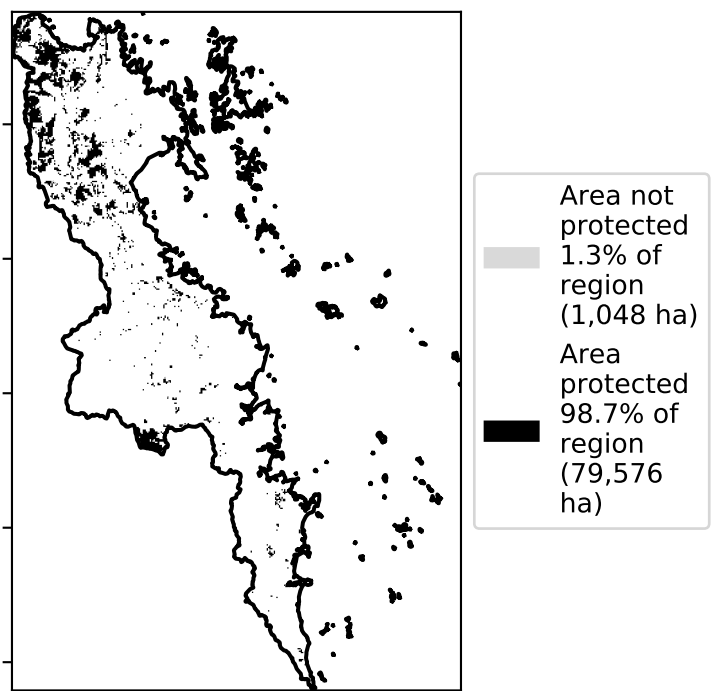 Area not
protected
1.3% of
region
(1,048 ha)
Area
protected
98.7% of
region
(79,576
ha)